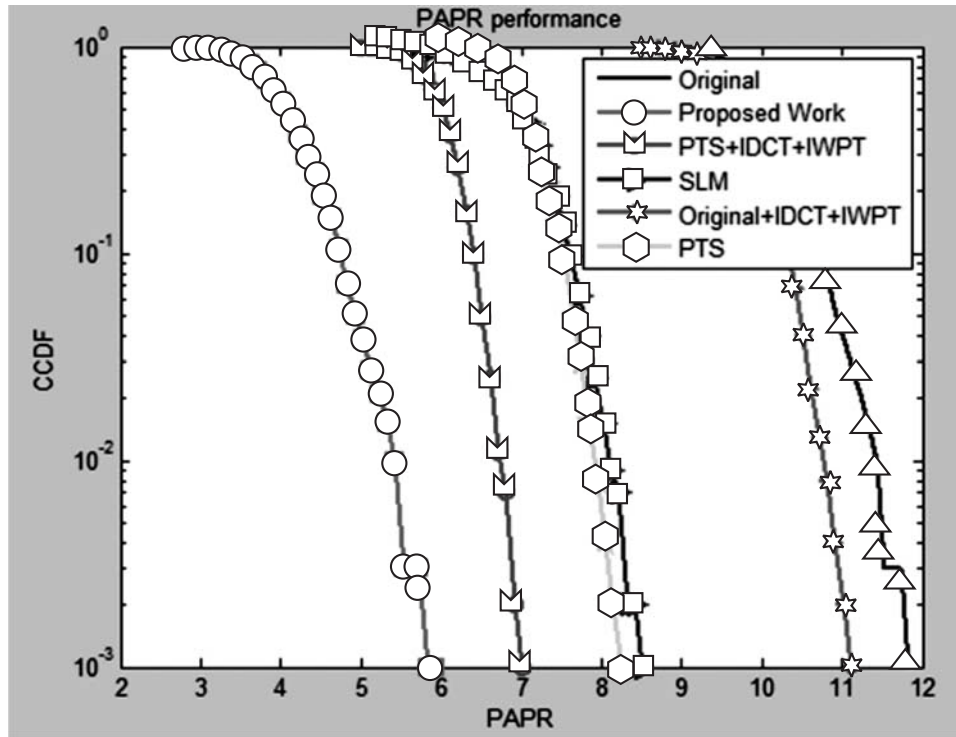 PAPR performance
10^0
10^-1
10^-2
10^-3
CCDF
Original
Proposed Work
PTS+IDCT+IWPT
SLM
Original+IDCT+IWPT
PTS
2 3 4 5 6 7 8 9 10 11 12
PAPR